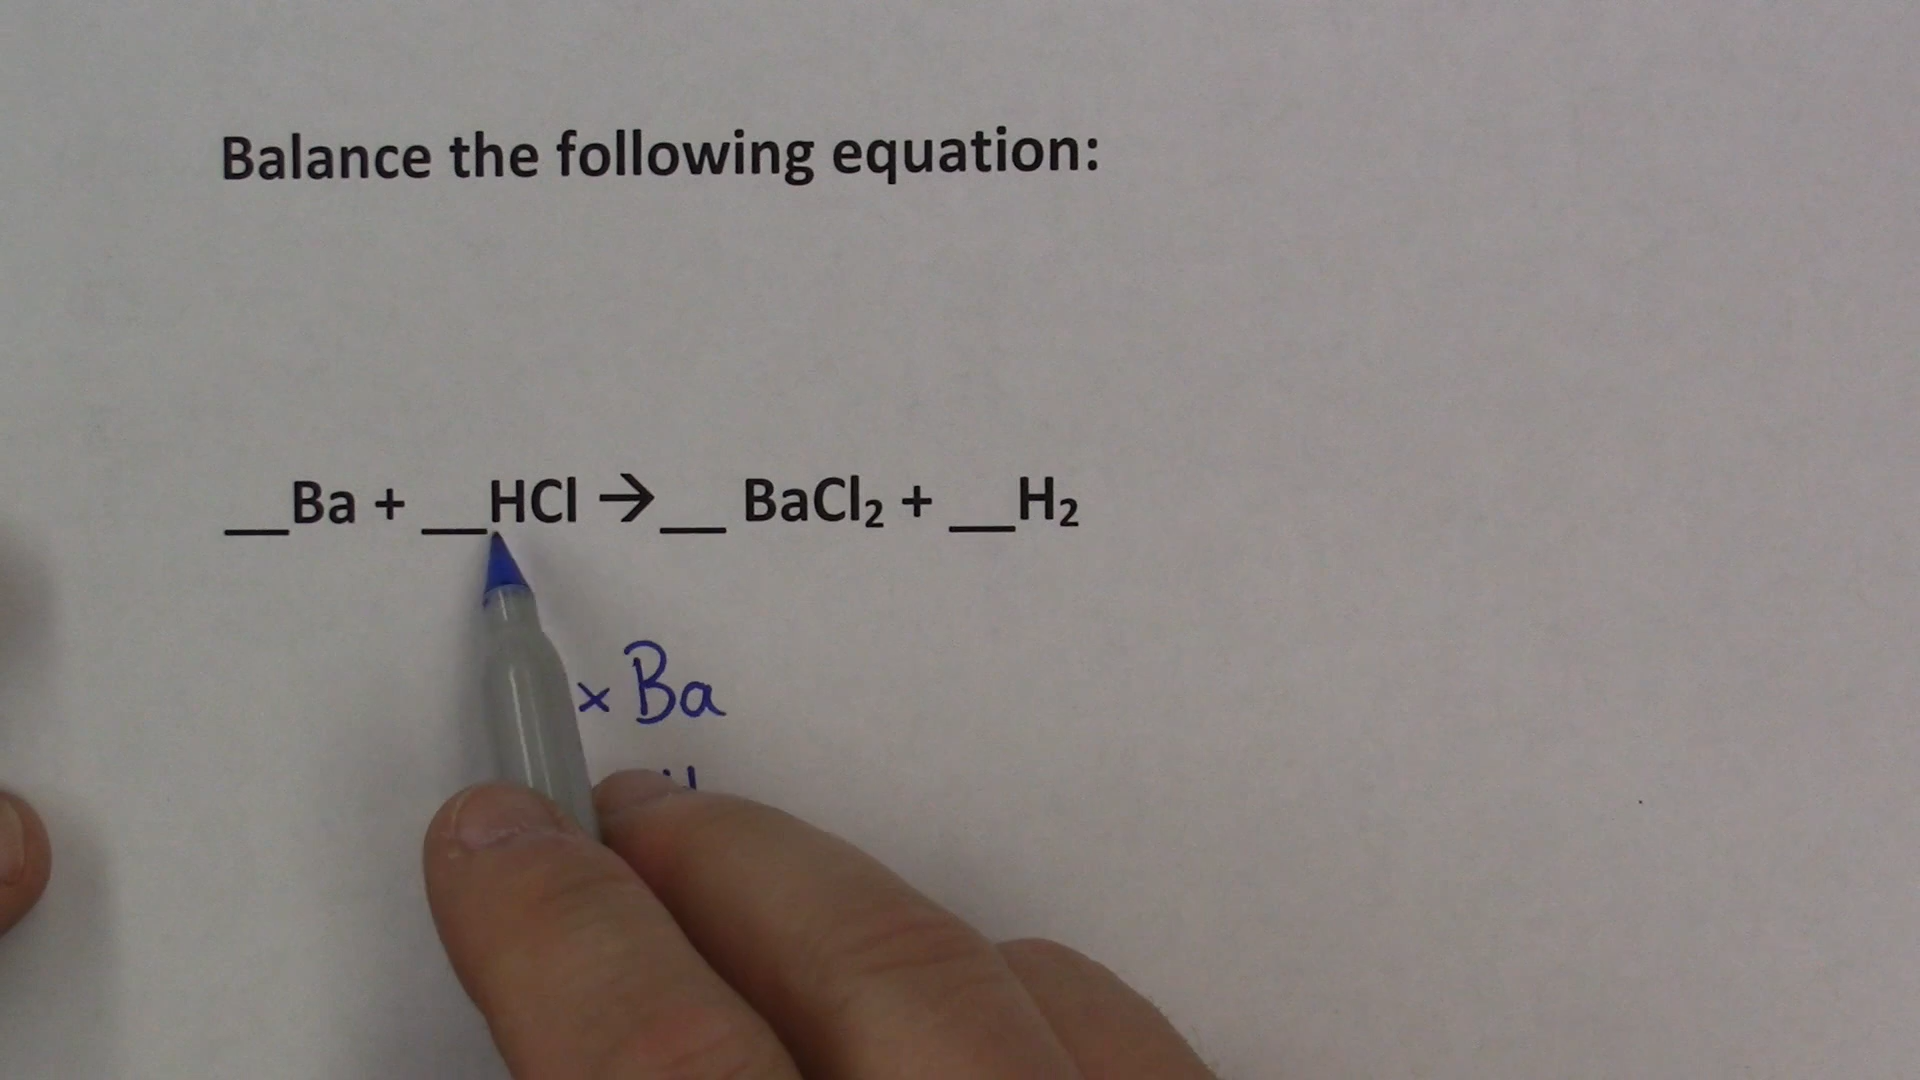 Balance the following equation:
__Ba + __HCl →__ BaCl₂ + __H₂
x Ba